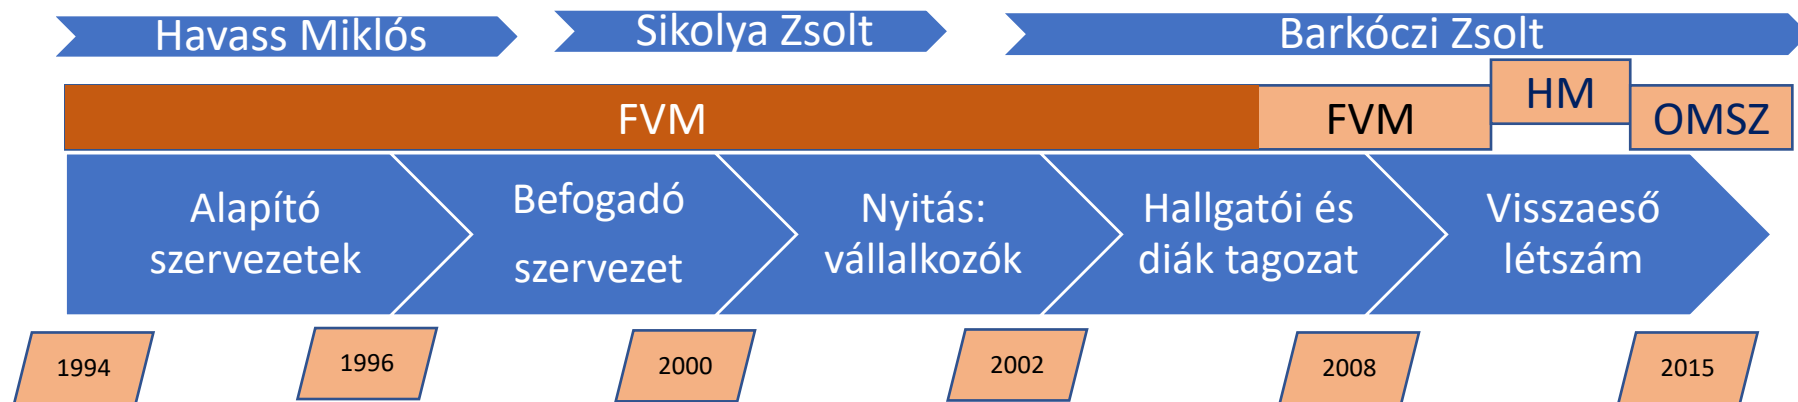 Havass Miklós
Sikolya Zsolt
Barkóczi Zsolt
FVM
FVM
HM
OMSZ
Alapító
szervezetek
Befogadó
szervezet
Nyitás:
vállalkozók
Hallgatói és
diák tagozat
Visszaeső
létszám
1994
1996
2000
2002
2008
2015